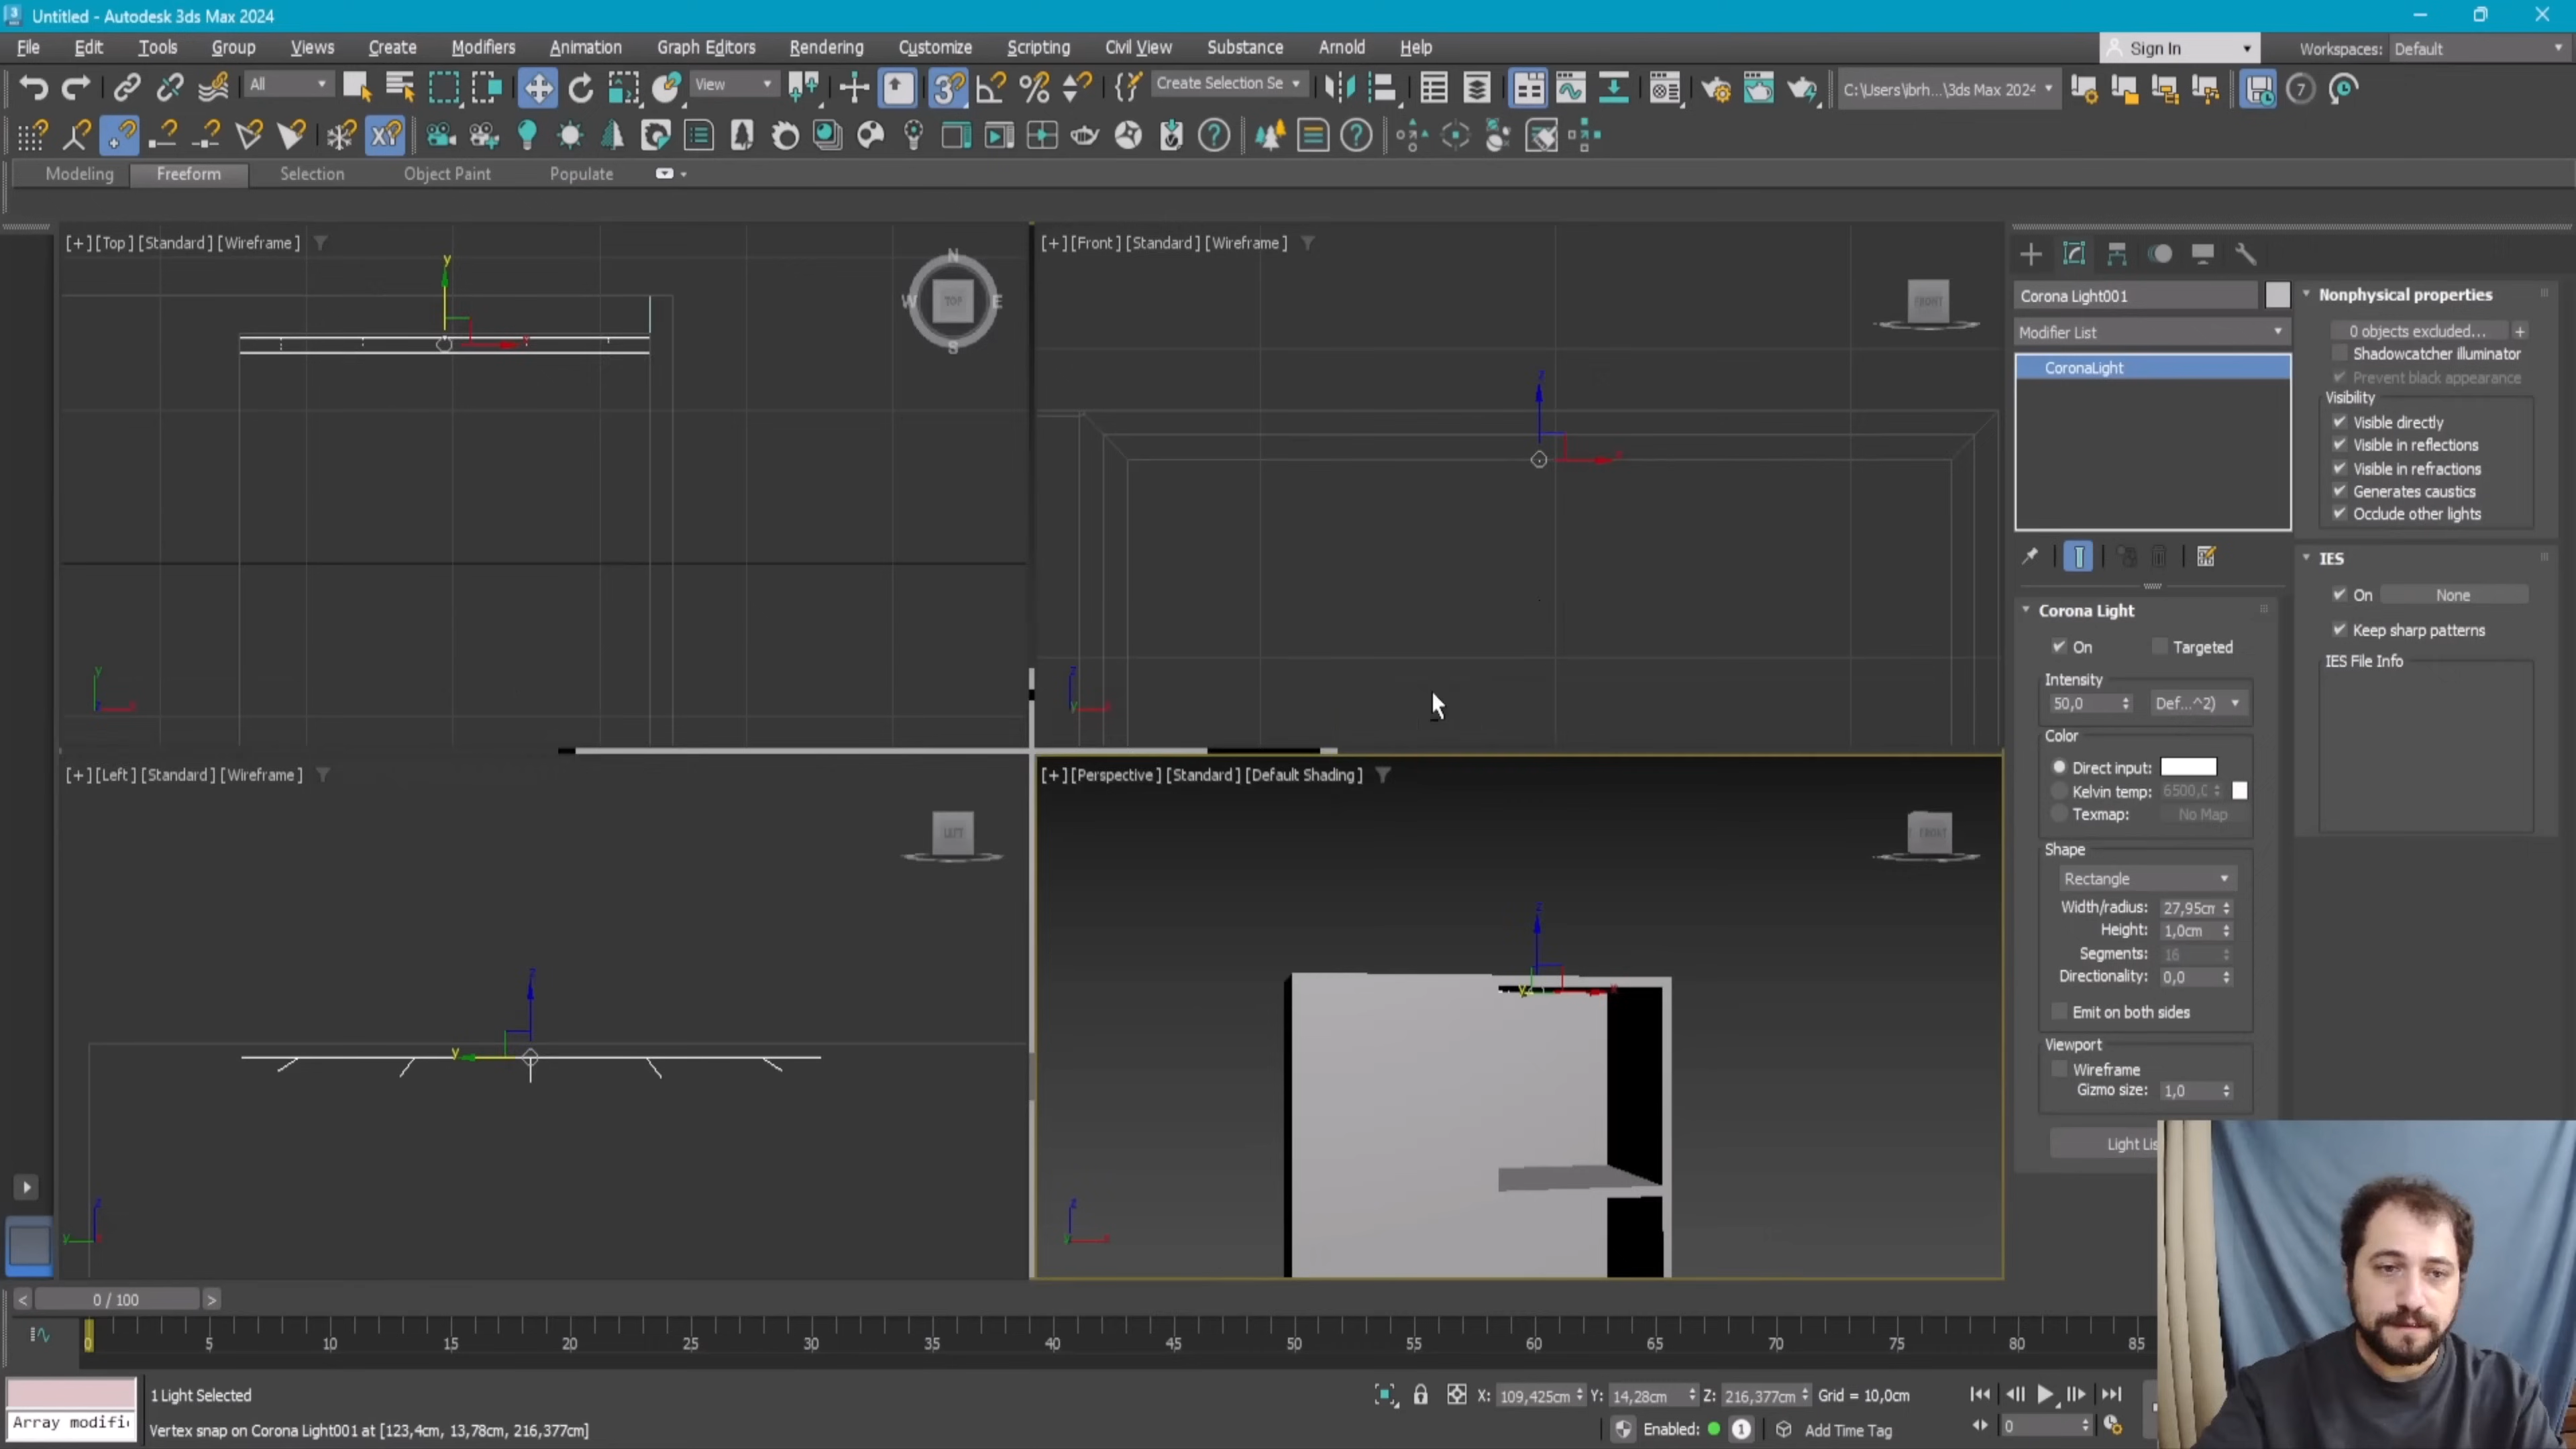 Untitled - Autodesk 3ds Max 2024
File Edit Tools Group Views Create Modifiers Animation Graph Editors Rendering Customize Scripting Civil View Substance Arnold Help
Sign In Workspaces: Default
All View Create Selection Se C:\Users\brh...\3ds Max 2024 7
Modeling Freeform Selection Object Paint Populate
[+] [Top] [Standard] [Wireframe]
[+] [Front] [Standard] [Wireframe]
[+] [Left] [Standard] [Wireframe]
[+] [Perspective] [Standard] [Default Shading]
N
W TOP E
S
Corona Light001
Modifier List
CoronaLight
Corona Light
On Targeted
Intensity
50,0 Def...^2)
Color
Direct input:
Kelvin temp: 6500,0
Texmap: No Map
Shape
Rectangle
Width/radius: 27,95cm
Height: 1,0cm
Segments: 16
Directionality: 0,0
Emit on both sides
Viewport
Wireframe
Gizmo size: 1,0
Light Lis
Nonphysical properties
0 objects excluded... +
Shadowcatcher illuminator
Prevent black appearance
Visibility
Visible directly
Visible in reflections
Visible in refractions
Generates caustics
Occlude other lights
IES
On None
Keep sharp patterns
IES File Info
< 0 / 100 >
0 5 10 15 20 25 30 35 40 45 50 55 60 65 70 75 80 85
1 Light Selected
X: 109,425cm Y: 14,28cm Z: 216,377cm Grid = 10,0cm
Array modifi
Vertex snap on Corona Light001 at [123,4cm, 13,78cm, 216,377cm]
Enabled: 1 Add Time Tag
0